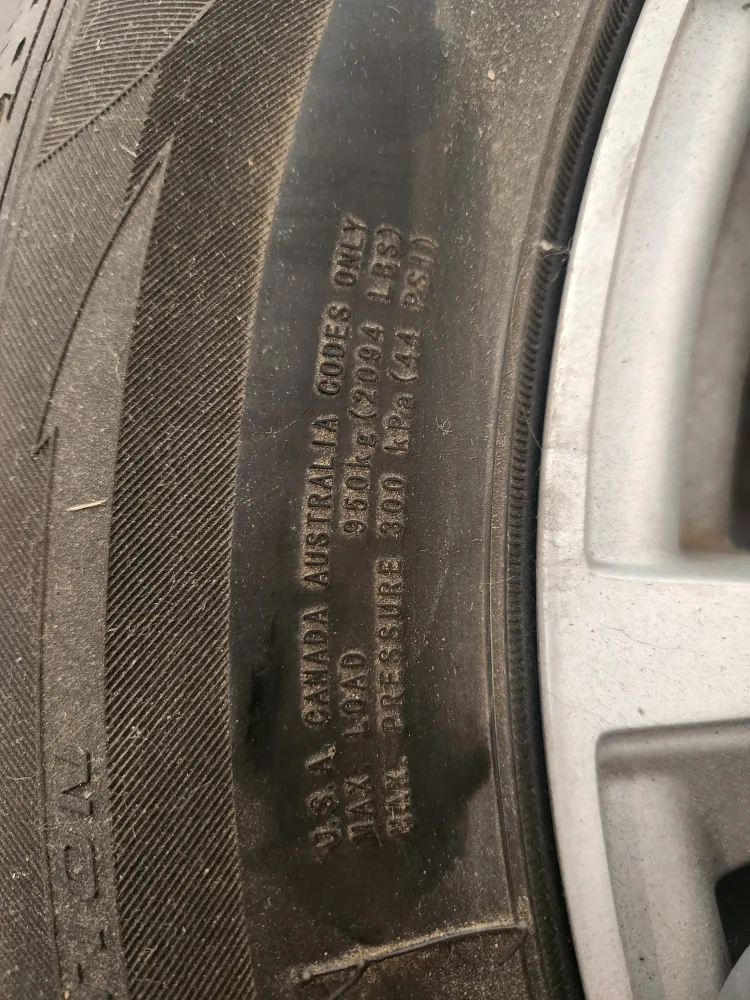 U.S.A. CANADA AUSTRALIA CODES ONLY
MAX. LOAD 950kg(2094 LBS)
MAX. PRESSURE 300 kPa(44 PSI)